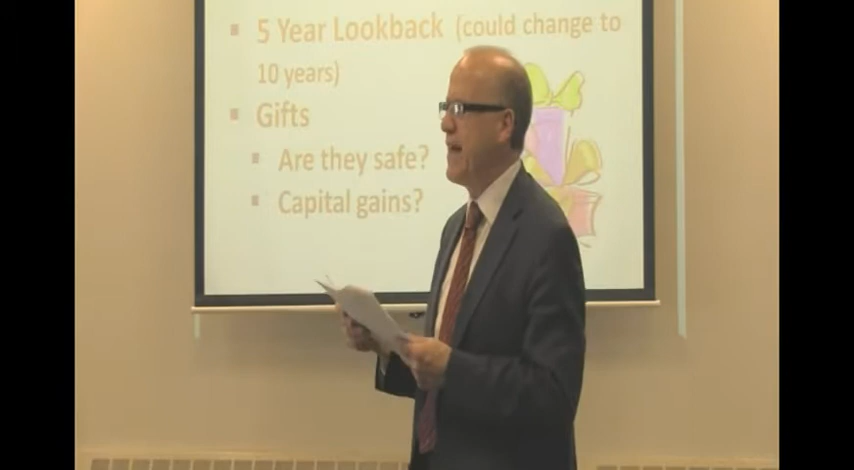 5 Year Lookback (could change to
10 years)
Gifts
Are they safe?
Capital gains?